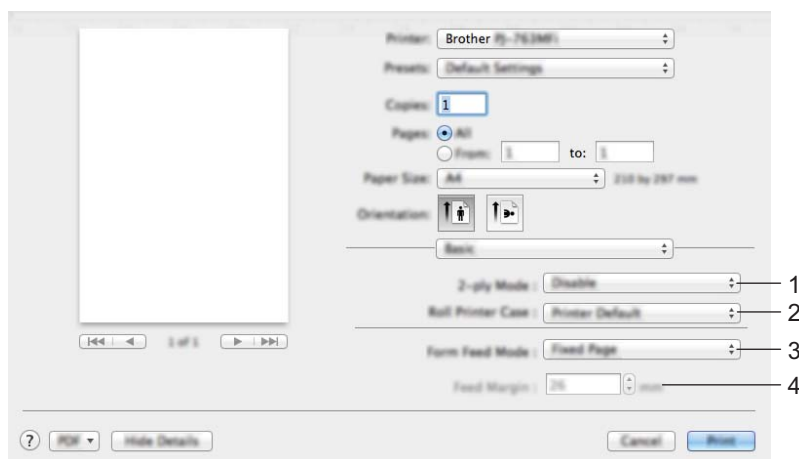 Printer: Brother PJ-763MFi
Presets: Default Settings
Copies: 1
Pages: All
From: 1 to: 1
Paper Size: A4 210 by 297 mm
Orientation:
Basic
2-ply Mode : Disable 1
Roll Printer Case : Printer Default 2
1 of 1
Form Feed Mode : Fixed Page 3
Feed Margin : 26 mm 4
? PDF Hide Details Cancel Print